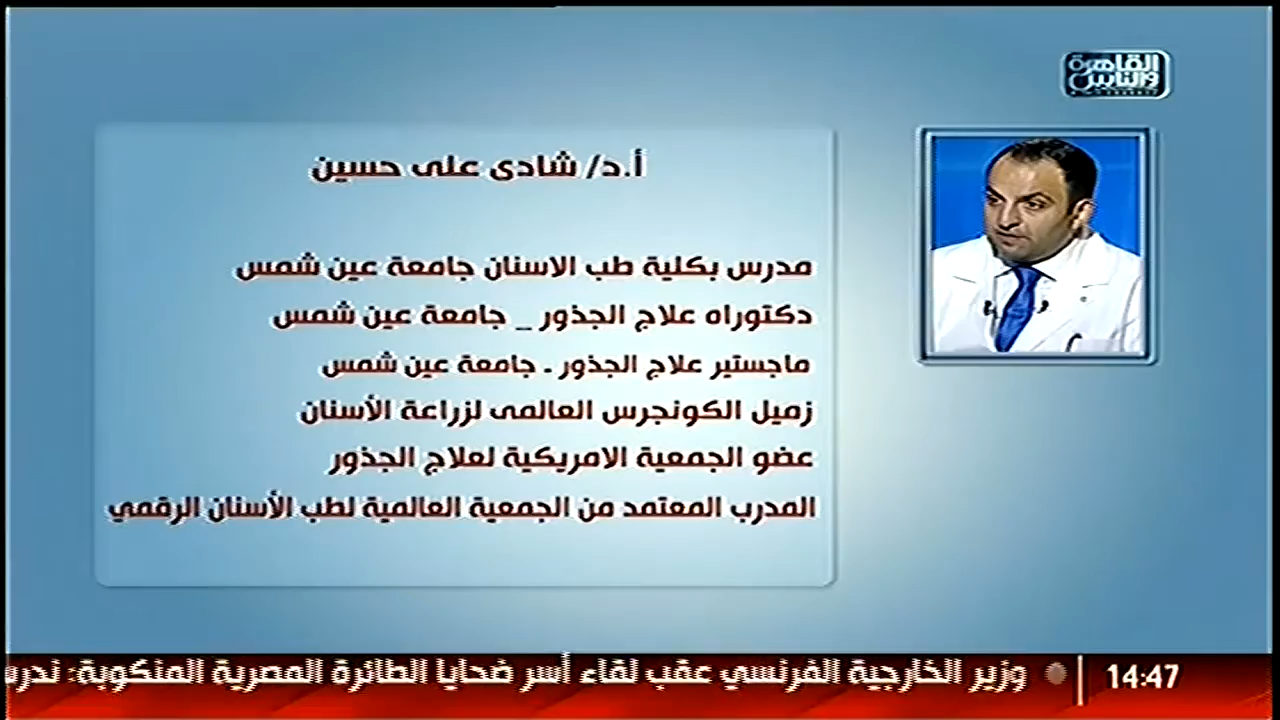 القاهرة
والناس
أ.د/ شادى على حسين
مدرس بكلية طب الاسنان جامعة عين شمس
دكتوراه علاج الجذور _ جامعة عين شمس
ماجستير علاج الجذور . جامعة عين شمس
زميل الكونجرس العالمى لزراعة الأسنان
عضو الجمعية الامريكية لعلاج الجذور
المدرب المعتمد من الجمعية العالمية لطب الأسنان الرقمي
14:47 وزير الخارجية الفرنسي عقب لقاء أسر ضحايا الطائرة المصرية المنكوبة: